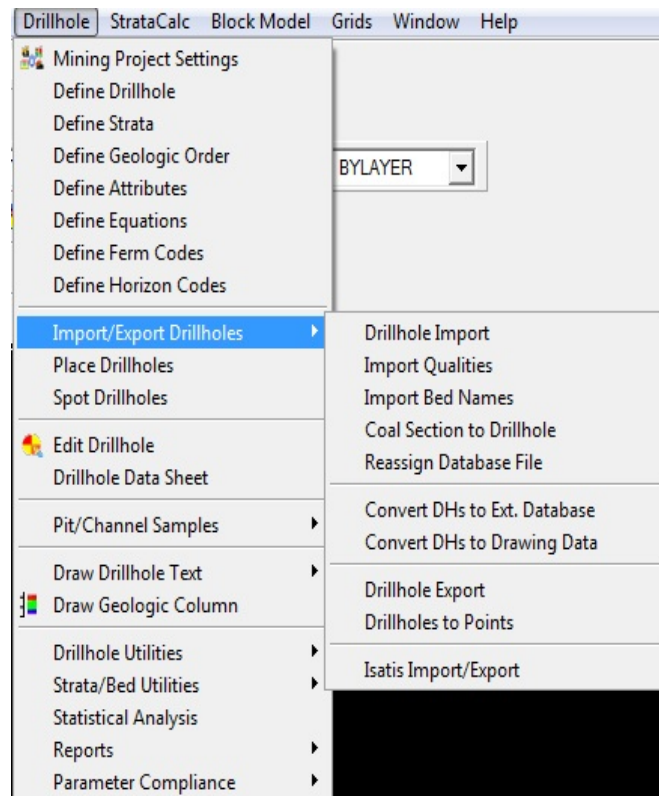 Drillhole StrataCalc Block Model Grids Window Help
Mining Project Settings
Define Drillhole
Define Strata
Define Geologic Order
Define Attributes
Define Equations
Define Ferm Codes
Define Horizon Codes
Import/Export Drillholes
Place Drillholes
Spot Drillholes
Edit Drillhole
Drillhole Data Sheet
Pit/Channel Samples
Draw Drillhole Text
Draw Geologic Column
Drillhole Utilities
Strata/Bed Utilities
Statistical Analysis
Reports
Parameter Compliance
BYLAYER
Drillhole Import
Import Qualities
Import Bed Names
Coal Section to Drillhole
Reassign Database File
Convert DHs to Ext. Database
Convert DHs to Drawing Data
Drillhole Export
Drillholes to Points
Isatis Import/Export